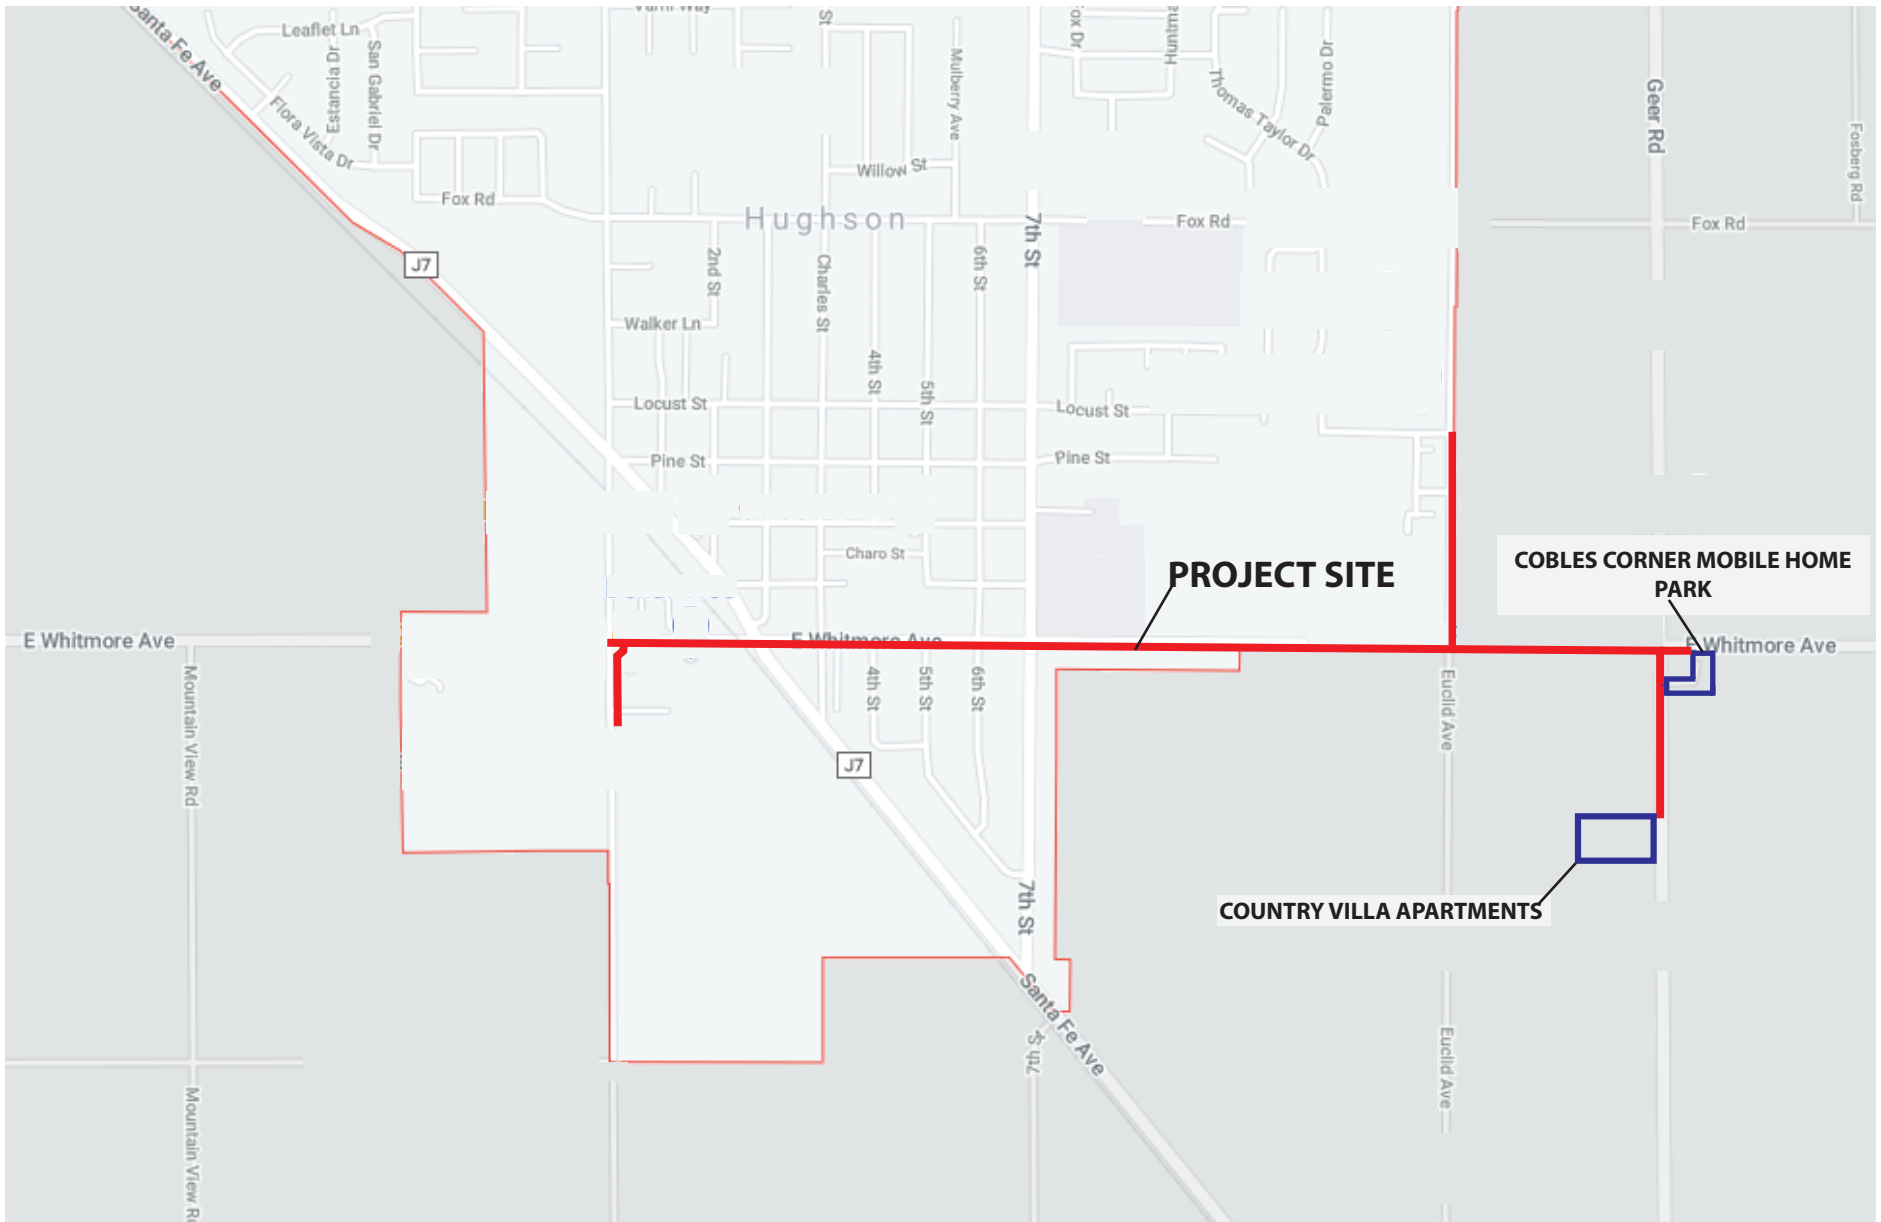 Santa Fe Ave
Leaflet Ln
Estancia Dr
San Gabriel Dr
Flora Vista Dr
Fox Rd
J7
St
Mulberry Ave
Willow St
Hughson
Fox Dr
Thomas Taylor Dr
Palermo Dr
Geer Rd
Fosberg Rd
7th St
Fox Rd
Fox Rd
2nd St
Charles St
6th St
Walker Ln
4th St
5th St
Locust St
Locust St
Pine St
Pine St
Charo St
PROJECT SITE
COBLES CORNER MOBILE HOME
PARK
E Whitmore Ave
E Whitmore Ave
E Whitmore Ave
Mountain View Rd
4th St
5th St
6th St
Euclid Ave
J7
7th St
COUNTRY VILLA APARTMENTS
Santa Fe Ave
7th St
Euclid Ave
Mountain View Rd